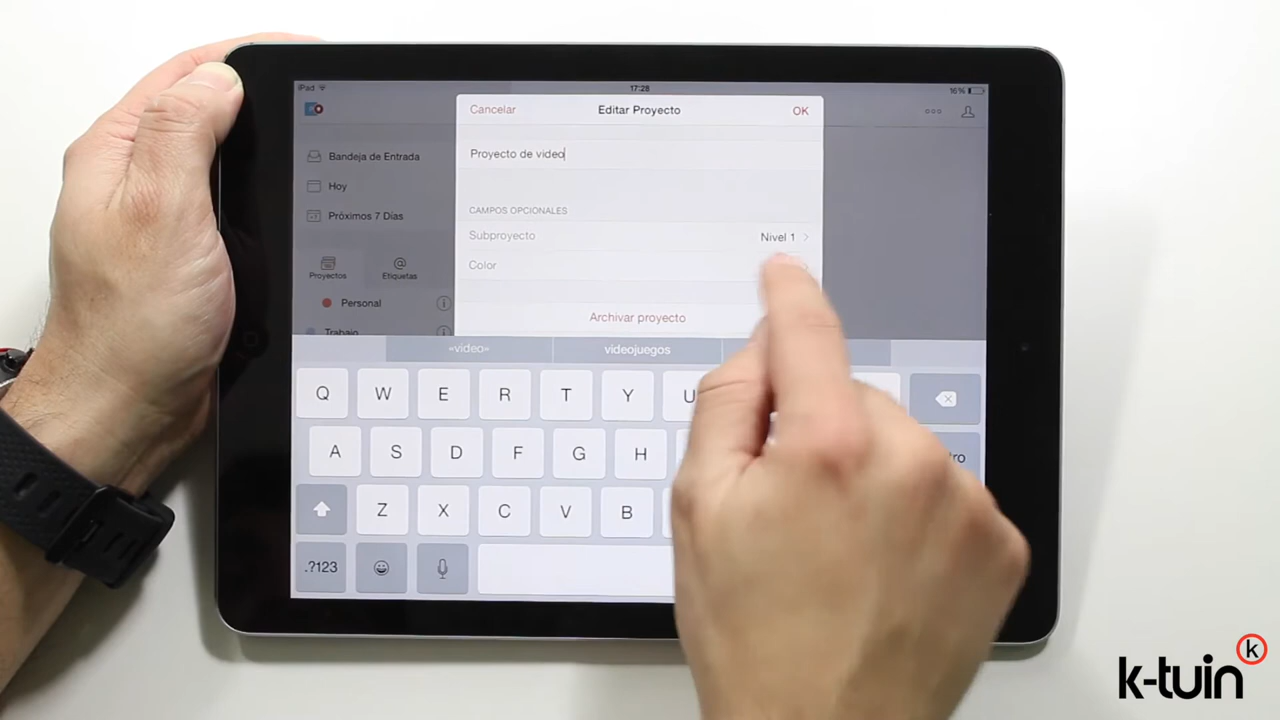 iPad 17:28 16%
Cancelar Editar Proyecto OK
Bandeja de Entrada
Hoy
Próximos 7 Días
Proyectos Etiquetas
Personal
Trabajo
Proyecto de video
CAMPOS OPCIONALES
Subproyecto Nivel 1
Color
Archivar proyecto
«video» videojuegos
Q W E R T Y U
A S D F G H
Z X C V B
.?123
k-tuin k